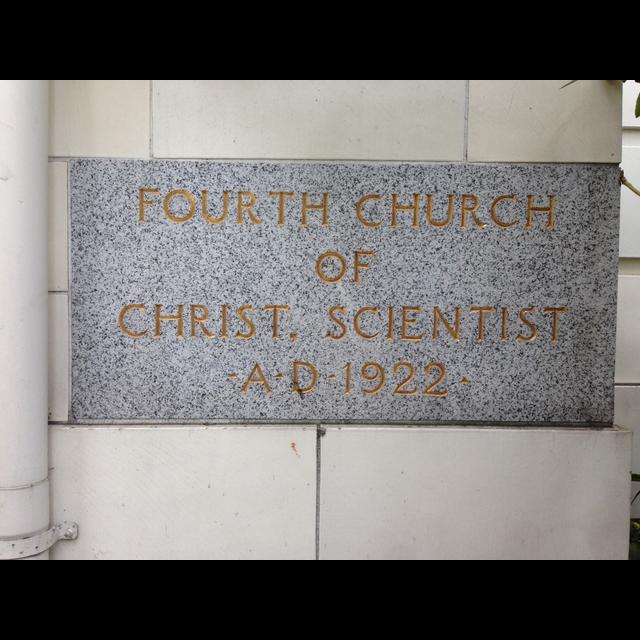 FOURTH CHURCH
OF
CHRIST, SCIENTIST
-A·D-1922-